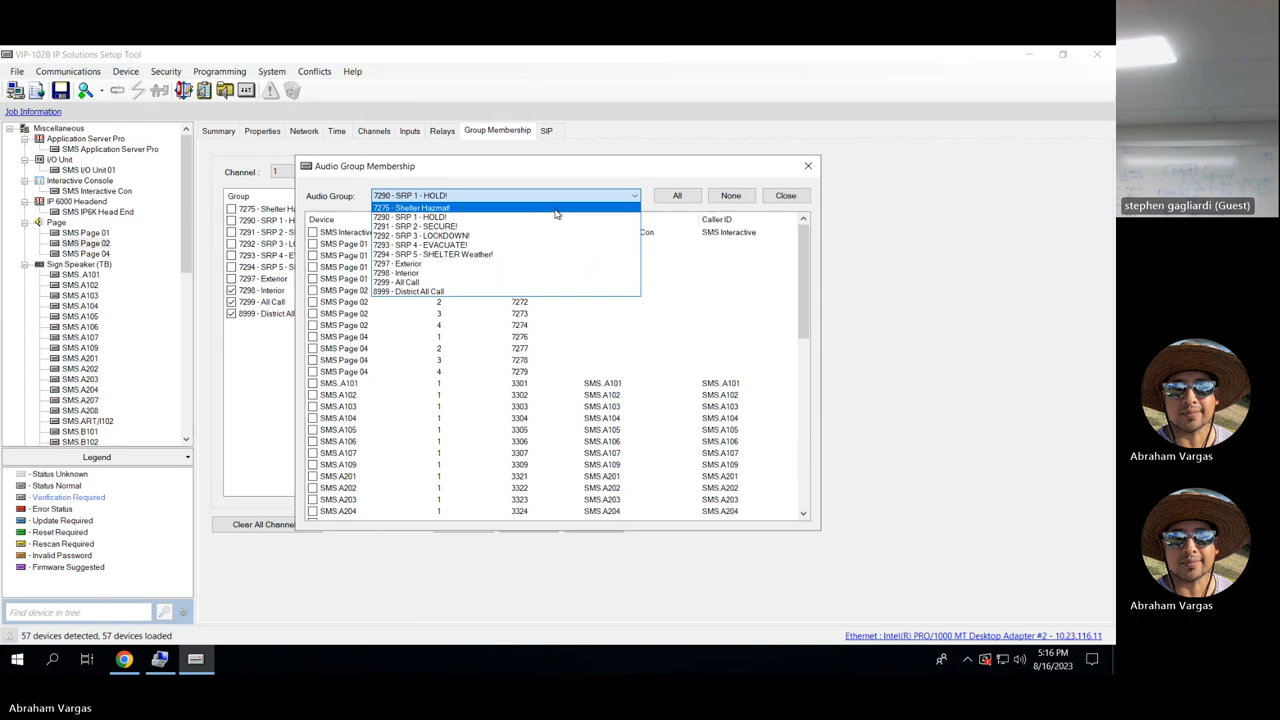 VIP-102B IP Solutions Setup Tool
File Communications Device Security Programming System Conflicts Help
Job Information
Miscellaneous
Application Server Pro
SMS Application Server Pro
I/O Unit
SMS I/O Unit 01
Interactive Console
SMS Interactive Con
IP 6000 Headend
SMS IP6K Head End
Page
SMS Page 01
SMS Page 02
SMS Page 04
Sign Speaker (TB)
SMS..A101
SMS.A102
SMS.A103
SMS.A104
SMS.A105
SMS.A106
SMS.A107
SMS.A109
SMS.A201
SMS.A202
SMS.A203
SMS.A204
SMS.A207
SMS.A208
SMS.ART/I102
SMS.B101
SMS.B102
Legend
- Status Unknown
- Status Normal
- Verification Required
- Error Status
- Update Required
- Reset Required
- Rescan Required
- Invalid Password
- Firmware Suggested
Find device in tree
57 devices detected, 57 devices loaded
Summary Properties Network Time Channels Inputs Relays Group Membership SIP
Channel : 1
Group
7275 - Shelter Ha
7290 - SRP 1 - H
7291 - SRP 2 - S
7292 - SRP 3 - L
7293 - SRP 4 - E
7294 - SRP 5 - S
7297 - Exterior
7298 - Interior
7299 - All Call
8999 - District All
Clear All Channe
Audio Group Membership
Audio Group: 7290 - SRP 1 - HOLD! All None Close
7275 - Shelter Hazmat!
7290 - SRP 1 - HOLD!
7291 - SRP 2 - SECURE!
7292 - SRP 3 - LOCKDOWN!
7293 - SRP 4 - EVACUATE!
7294 - SRP 5 - SHELTER Weather!
7297 - Exterior
7298 - Interior
7299 - All Call
8999 - District All Call
Device Caller ID
SMS Interactiv Con SMS Interactive
SMS Page 01
SMS Page 01
SMS Page 01
SMS Page 01
SMS Page 02
SMS Page 02 2 7272
SMS Page 02 3 7273
SMS Page 02 4 7274
SMS Page 04 1 7276
SMS Page 04 2 7277
SMS Page 04 3 7278
SMS Page 04 4 7279
SMS..A101 1 3301 SMS..A101 SMS..A101
SMS.A102 1 3302 SMS.A102 SMS.A102
SMS.A103 1 3303 SMS.A103 SMS.A103
SMS.A104 1 3304 SMS.A104 SMS.A104
SMS.A105 1 3305 SMS.A105 SMS.A105
SMS.A106 1 3306 SMS.A106 SMS.A106
SMS.A107 1 3307 SMS.A107 SMS.A107
SMS.A109 1 3309 SMS.A109 SMS.A109
SMS.A201 1 3321 SMS.A201 SMS.A201
SMS.A202 1 3322 SMS.A202 SMS.A202
SMS.A203 1 3323 SMS.A203 SMS.A203
SMS.A204 1 3324 SMS.A204 SMS.A204
Ethernet : Intel(R) PRO/1000 MT Desktop Adapter #2 - 10.23.116.11
5:16 PM
8/16/2023
stephen gagliardi (Guest)
Abraham Vargas
Abraham Vargas
Abraham Vargas